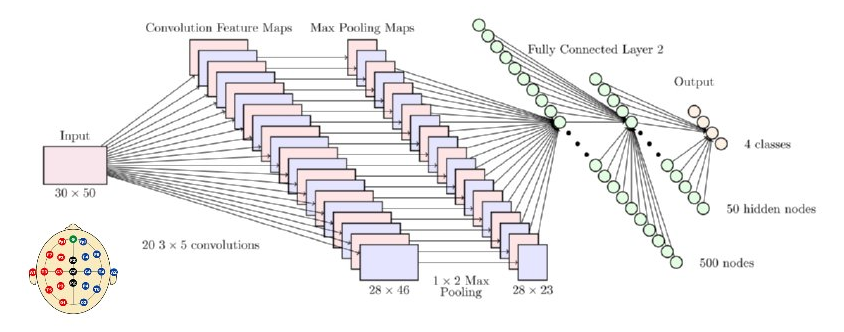 Convolution Feature Maps
Max Pooling Maps
Fully Connected Layer 2
Output
Input
4 classes
30 × 50
50 hidden nodes
20 3 × 5 convolutions
500 nodes
28 × 46
1 × 2 Max
Pooling
28 × 23